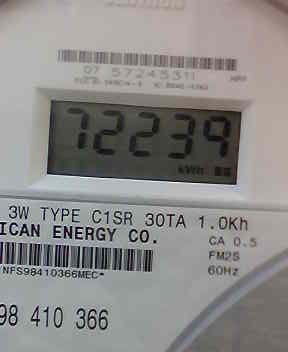 07 57245311
72239
kWh
3W TYPE C1SR 30TA 1.0Kh
ICAN ENERGY CO.
CA 0.5
FM2S
60Hz
NFS98410366MEC*
98 410 366